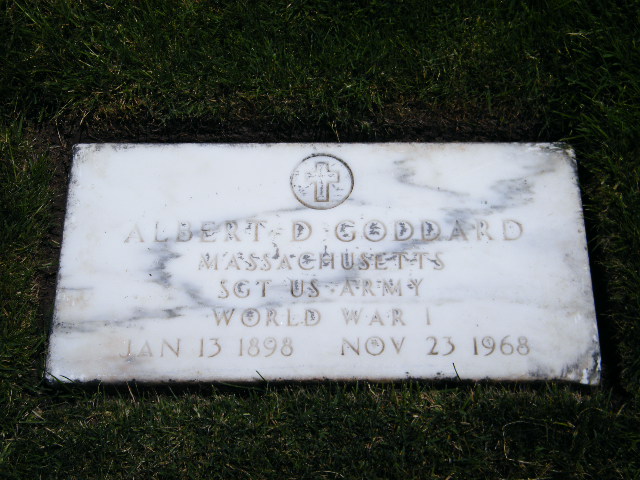 ALBERT D GODDARD
MASSACHUSETTS
SGT US ARMY
WORLD WAR I
JAN 13 1898 NOV 23 1968